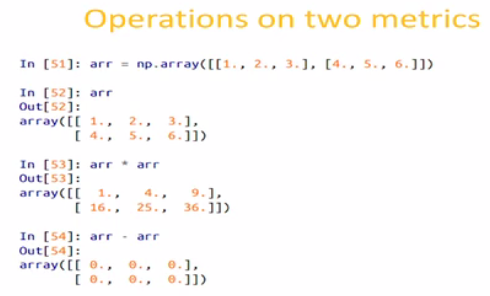 Operations on two metrics
In [51]: arr = np.array([[1., 2., 3.], [4., 5., 6.]])
In [52]: arr
Out[52]:
array([[ 1.,  2.,  3.],
       [ 4.,  5.,  6.]])
In [53]: arr * arr
Out[53]:
array([[  1.,   4.,   9.],
       [ 16.,  25.,  36.]])
In [54]: arr - arr
Out[54]:
array([[ 0.,  0.,  0.],
       [ 0.,  0.,  0.]])